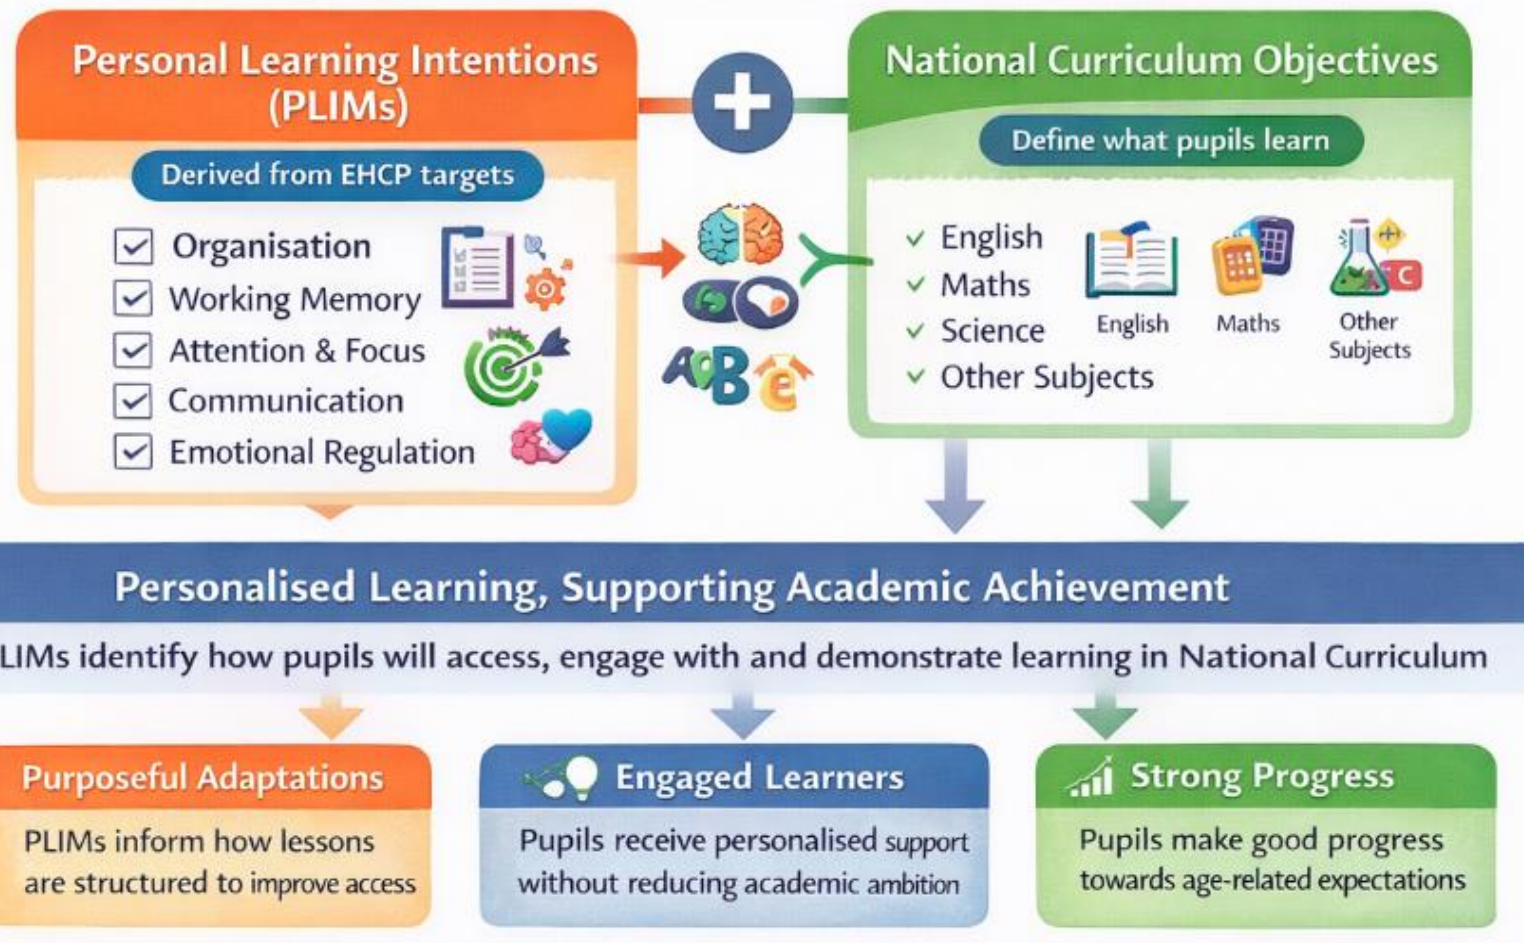 Personal Learning Intentions
(PLIMs)
Derived from EHCP targets
Organisation
Working Memory
Attention & Focus
Communication
Emotional Regulation
National Curriculum Objectives
Define what pupils learn
English
Maths
Science
Other Subjects
English
Maths
Other
Subjects
C
Personalised Learning, Supporting Academic Achievement
LIMs identify how pupils will access, engage with and demonstrate learning in National Curriculum
Purposeful Adaptations
PLIMs inform how lessons
are structured to improve access
Engaged Learners
Pupils receive personalised support
without reducing academic ambition
Strong Progress
Pupils make good progress
towards age-related expectations